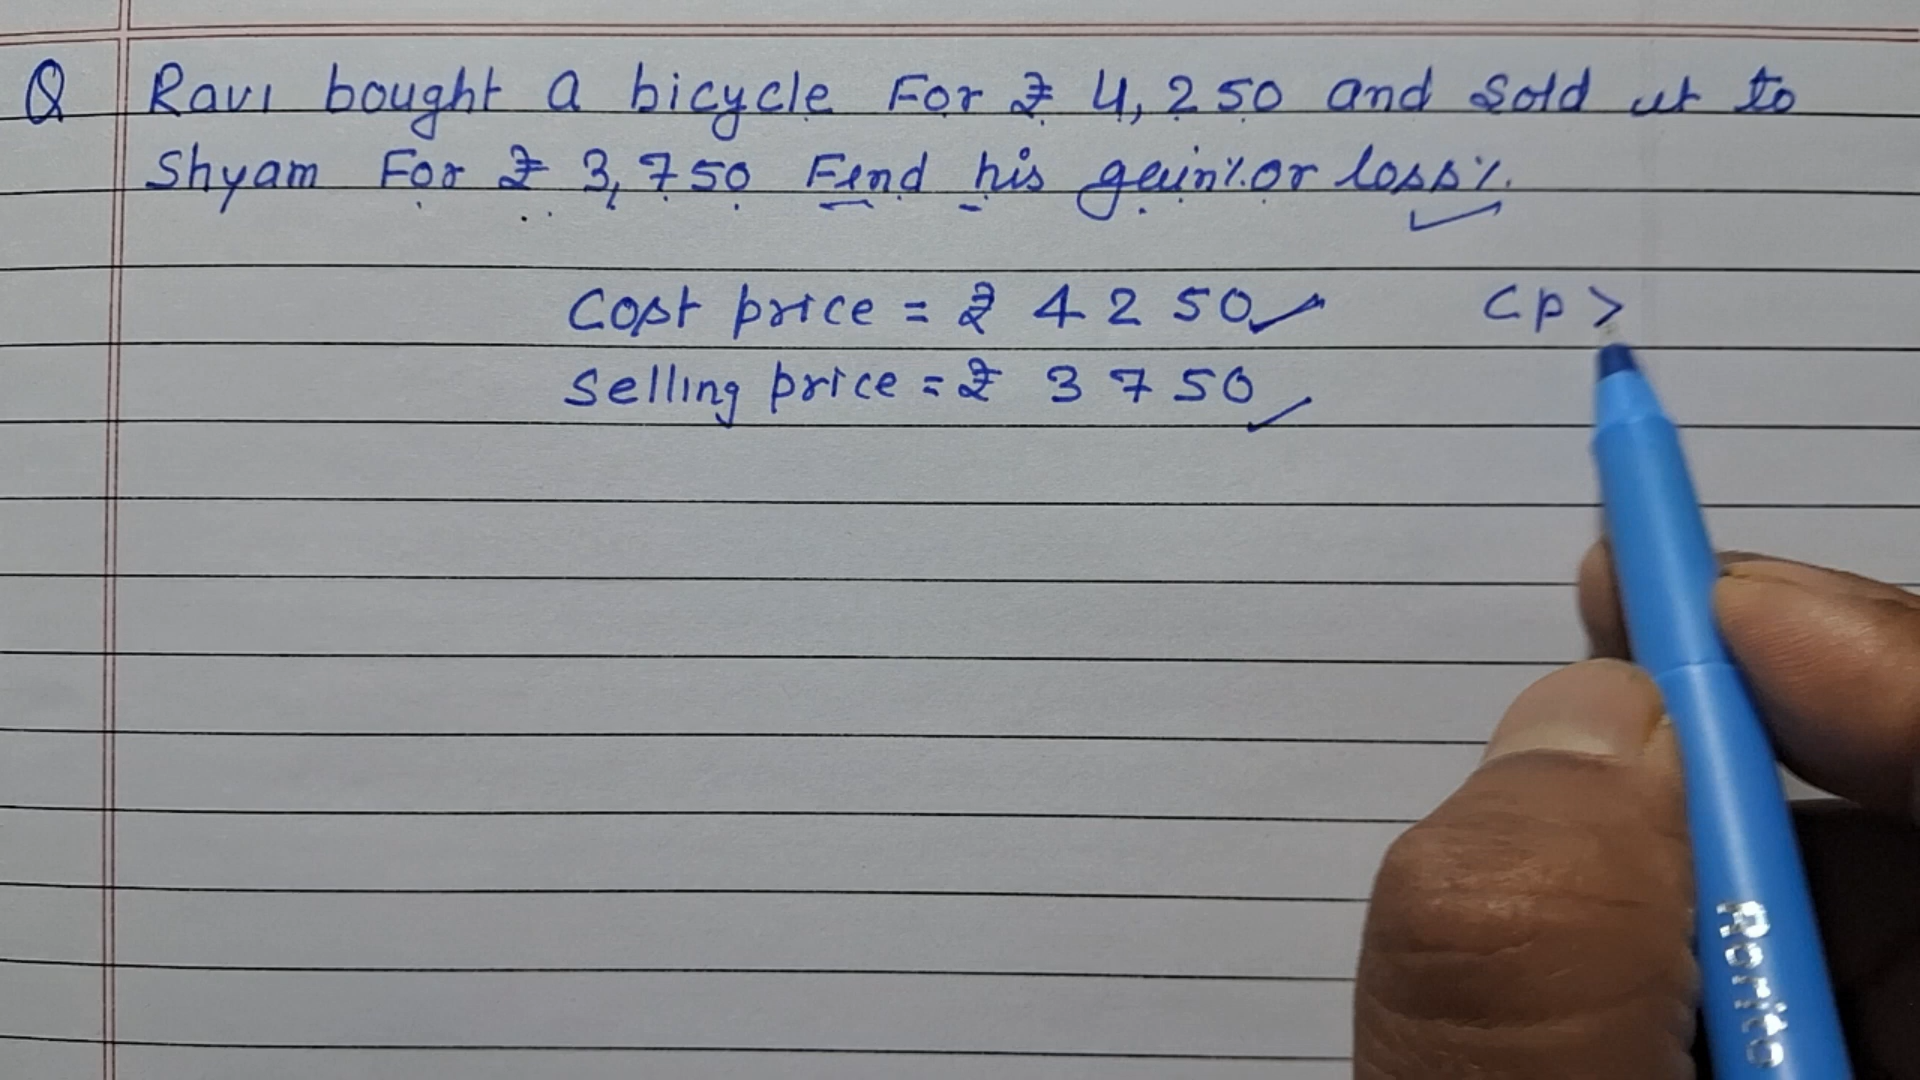 Q Ravi bought a bicycle For ₹ 4,250 and sold it to
Shyam For ₹ 3,750 Find his gain% or loss%.
Cost price = ₹ 4250 CP >
Selling price = ₹ 3750
Rorito